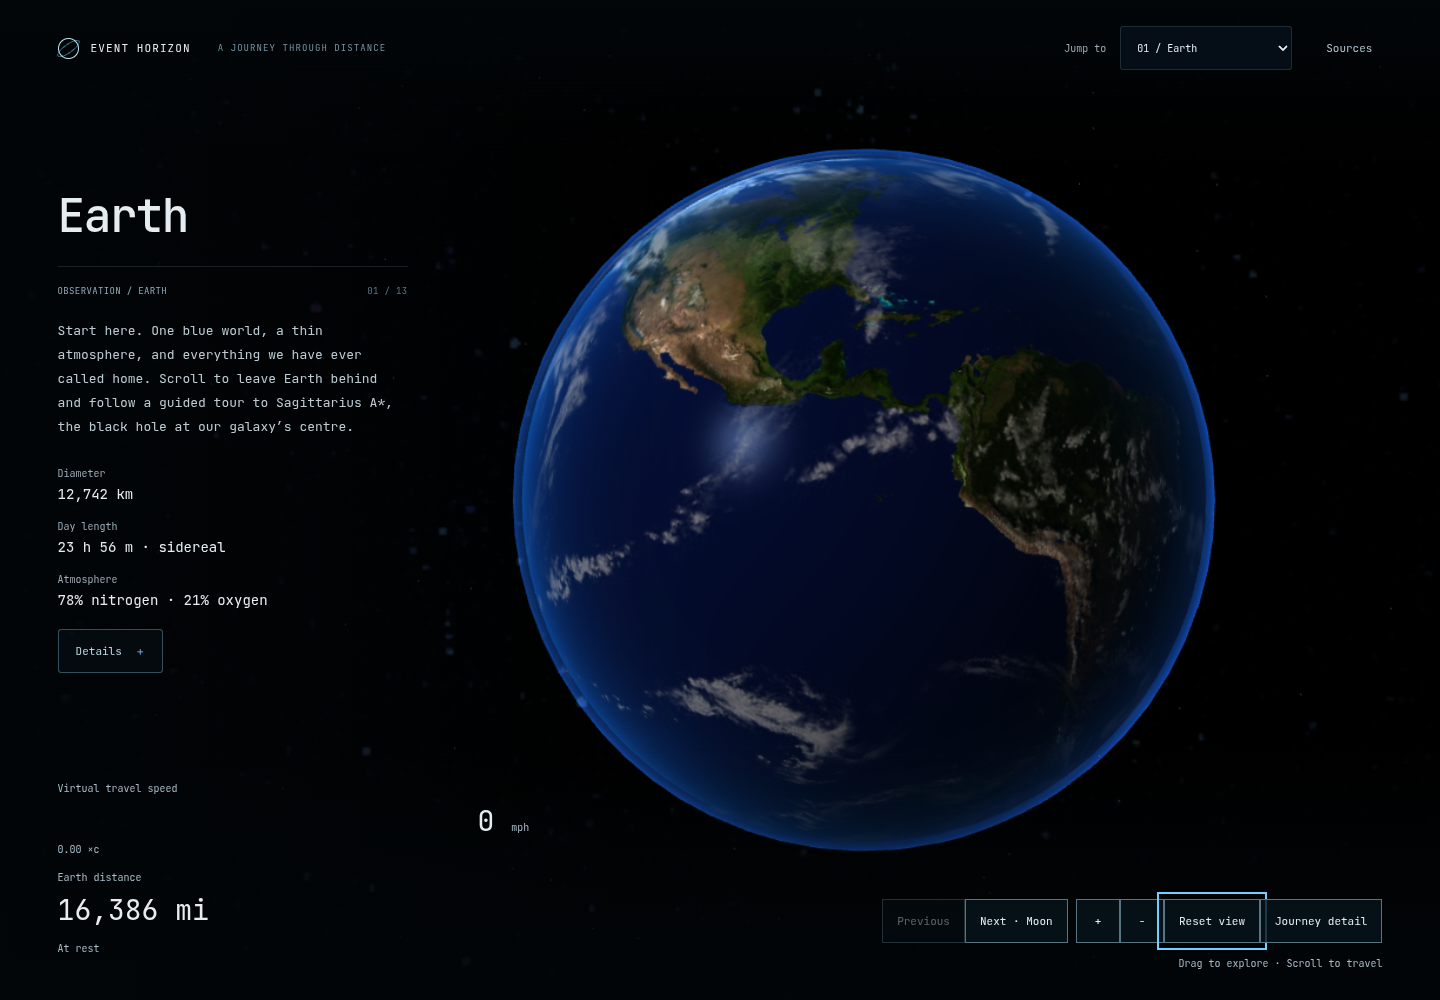 EVENT HORIZON
A JOURNEY THROUGH DISTANCE
Jump to
01 / Earth
Sources
Earth
OBSERVATION / EARTH
01 / 13
Start here. One blue world, a thin
atmosphere, and everything we have ever
called home. Scroll to leave Earth behind
and follow a guided tour to Sagittarius A*,
the black hole at our galaxy’s centre.
Diameter
12,742 km
Day length
23 h 56 m · sidereal
Atmosphere
78% nitrogen · 21% oxygen
Details +
Virtual travel speed
0 mph
0.00 ×c
Earth distance
16,386 mi
At rest
Previous
Next · Moon
+
-
Reset view
Journey detail
Drag to explore · Scroll to travel